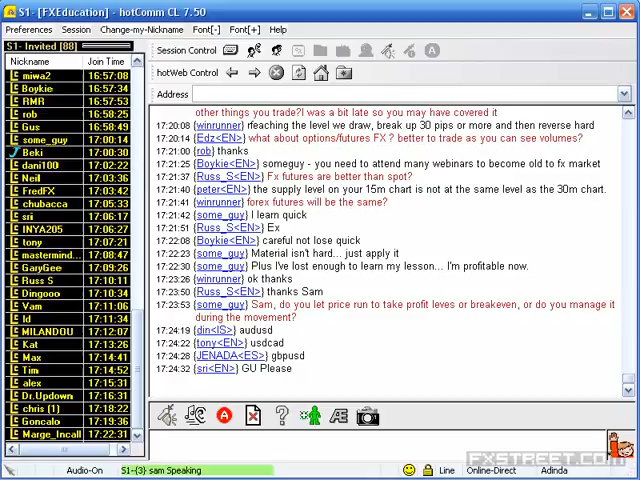 S1- [FXEducation] - hotComm CL 7.50
Preferences Session Change-my-Nickname Font[-] Font[+] Help
S1- Invited [88]
Nickname Join Time
miwa2 16:57:08
Boykie 16:57:34
RMR 16:57:53
rob 16:58:25
Gus 16:58:49
some_guy 17:00:14
Beki 17:00:30
dani100 17:02:22
Neil 17:03:36
FredFX 17:03:42
chubacca 17:05:33
sri 17:06:17
INYA205 17:06:27
tony 17:07:21
mastermind... 17:08:47
GaryGee 17:09:26
Russ S 17:10:11
Dingooo 17:10:34
Vam 17:11:06
Id 17:11:34
MILANDOU 17:12:07
Kat 17:13:26
Max 17:14:41
Tim 17:14:52
alex 17:15:31
Dr.Updown 17:16:31
chris (1) 17:18:22
Goncalo 17:19:36
Marge_Incall 17:22:31
Session Control
hotWeb Control
Address
other things you trade?I was a bit late so you may have covered it
17:20:08 {winrunner} rfeaching the level we draw, break up 30 pips or more and then reverse hard
17:20:14 {Edz<EN>} what about options/futures FX ? better to trade as you can see volumes?
17:21:00 {rob} thanks
17:21:25 {Boykie<EN>} someguy - you need to attend many webinars to become old to fx market
17:21:37 {Russ_S<EN>} Fx futures are better than spot?
17:21:40 {peter<EN>} the supply level on your 15m chart is not at the same level as the 30m chart.
17:21:41 {winrunner} forex futures will be the same?
17:21:42 {some_guy} I learn quick
17:21:51 {Russ_S<EN>} Ex
17:22:08 {Boykie<EN>} careful not lose quick
17:22:23 {some_guy} Material isn't hard... just apply it
17:22:30 {some_guy} Plus I've lost enough to learn my lesson... I'm profitable now.
17:23:26 {winrunner} ok thanks
17:23:50 {Russ_S<EN>} thanks Sam
17:23:53 {some_guy} Sam, do you let price run to take profit leves or breakeven, or do you manage it
during the movement?
17:24:19 {din<IS>} audusd
17:24:22 {tony<EN>} usdcad
17:24:28 {JENADA<ES>} gbpusd
17:24:32 {sri<EN>} GU Please
FXSTREET.COM
Audio-On S1-{3} sam Speaking Line Online-Direct Adinda